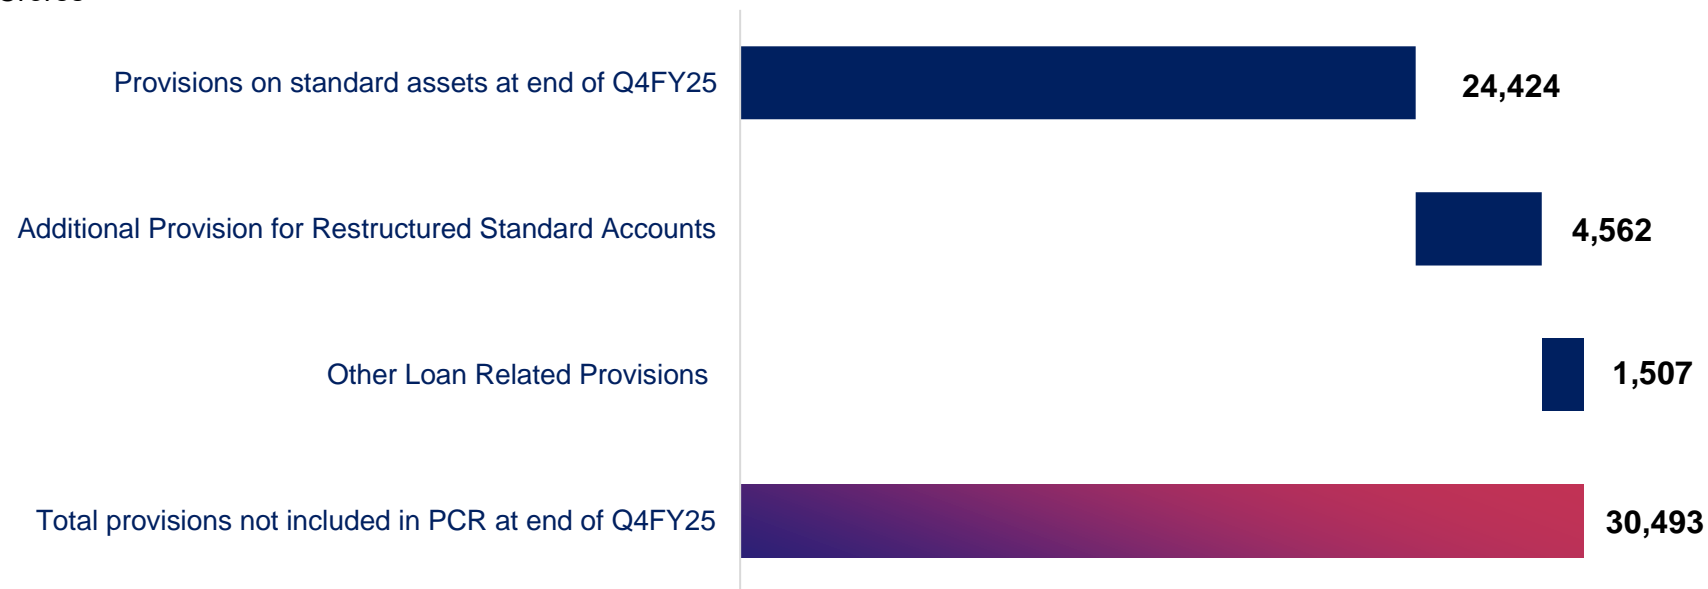 Provisions on standard assets at end of Q4FY25 24,424
Additional Provision for Restructured Standard Accounts 4,562
Other Loan Related Provisions 1,507
Total provisions not included in PCR at end of Q4FY25 30,493